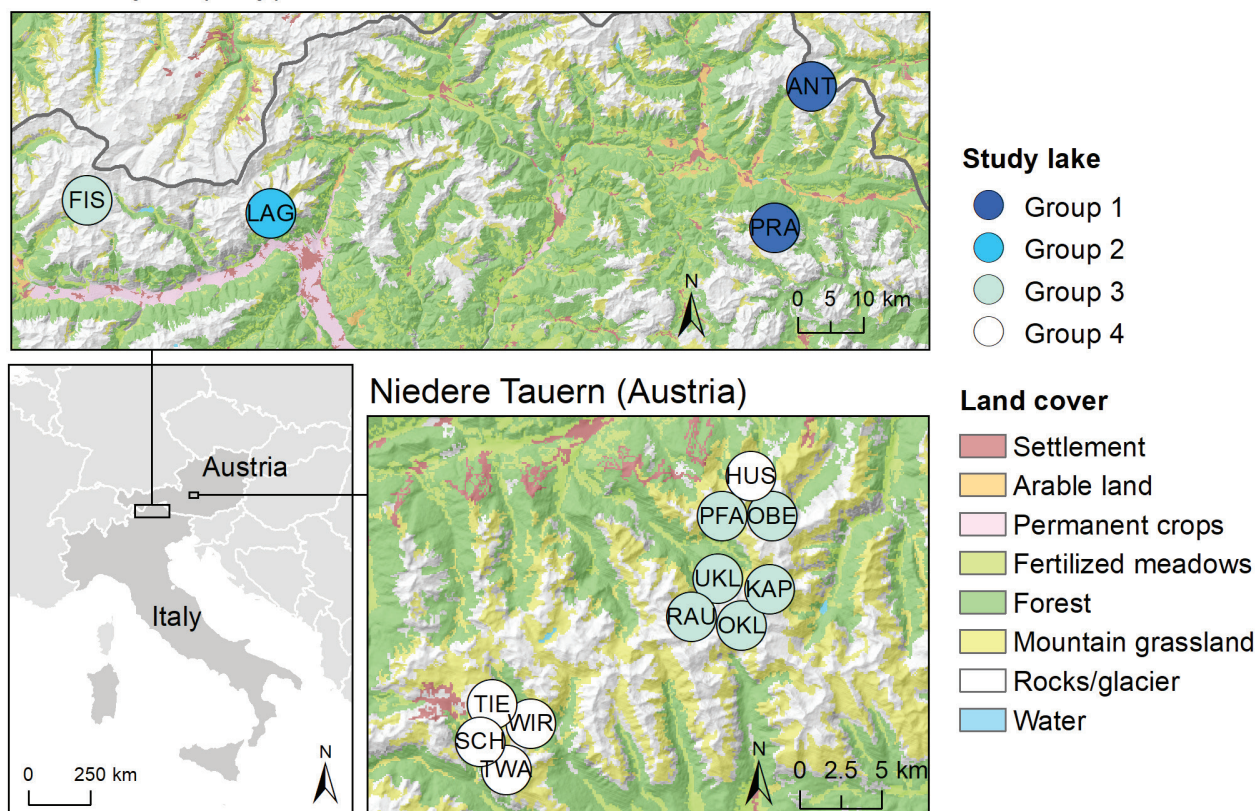 ANT
FIS
LAG
PRA
N
0 5 10 km
Study lake
Group 1
Group 2
Group 3
Group 4
Niedere Tauern (Austria)
Austria
Italy
N
0 250 km
HUS
PFA OBE
UKL KAP
RAU OKL
TIE WIR
SCH TWA
N
0 2.5 5 km
Land cover
Settlement
Arable land
Permanent crops
Fertilized meadows
Forest
Mountain grassland
Rocks/glacier
Water